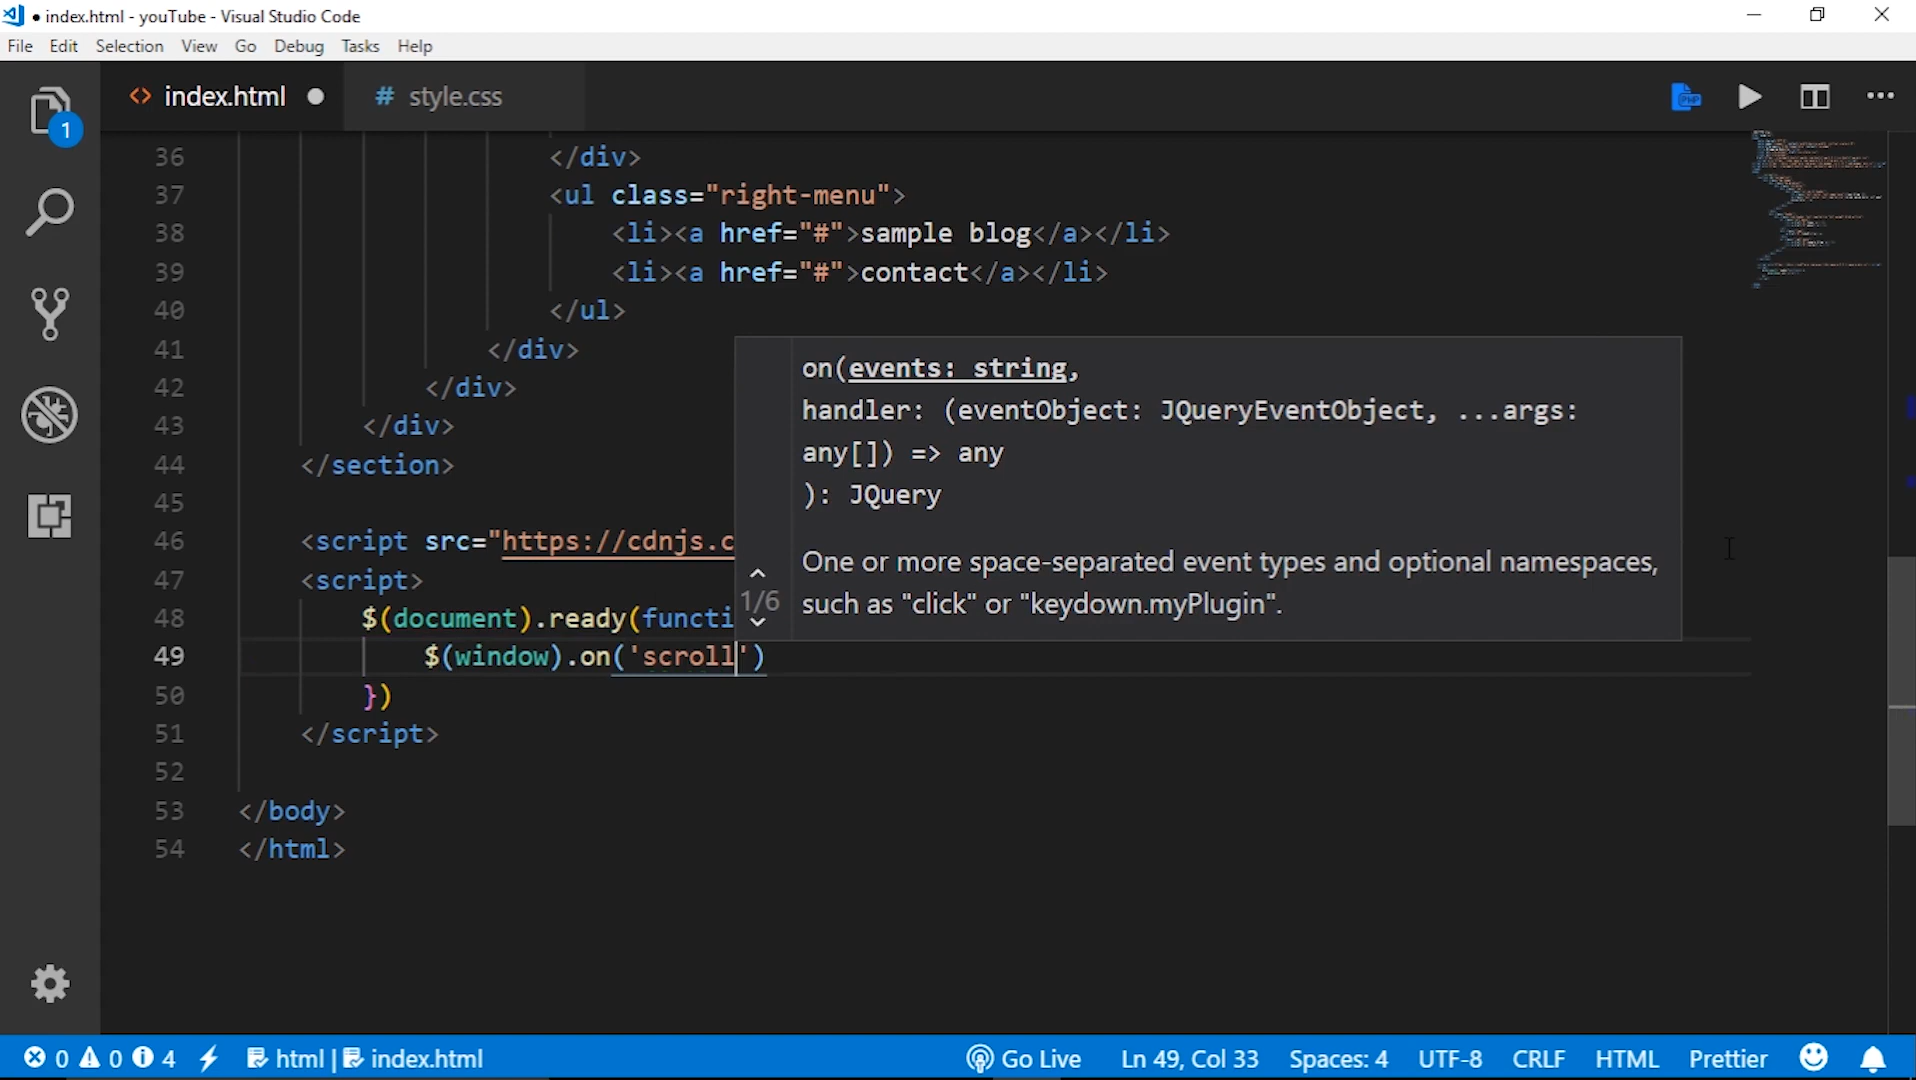 ● index.html - youTube - Visual Studio Code
File Edit Selection View Go Debug Tasks Help
1
<> index.html ● # style.css
PHP
36 </div>
37 <ul class="right-menu">
38 <li><a href="#">sample blog</a></li>
39 <li><a href="#">contact</a></li>
40 </ul>
41 </div>
42 </div>
43 </div>
44 </section>
45
46 <script src="https://cdnjs.c
47 <script>
48 $(document).ready(functi
49 $(window).on('scroll')
50 })
51 </script>
52
53 </body>
54 </html>
on(events: string,
handler: (eventObject: JQueryEventObject, ...args:
any[]) => any
): JQuery
1/6
One or more space-separated event types and optional namespaces,
such as "click" or "keydown.myPlugin".
0 0 4 html | index.html Go Live Ln 49, Col 33 Spaces: 4 UTF-8 CRLF HTML Prettier